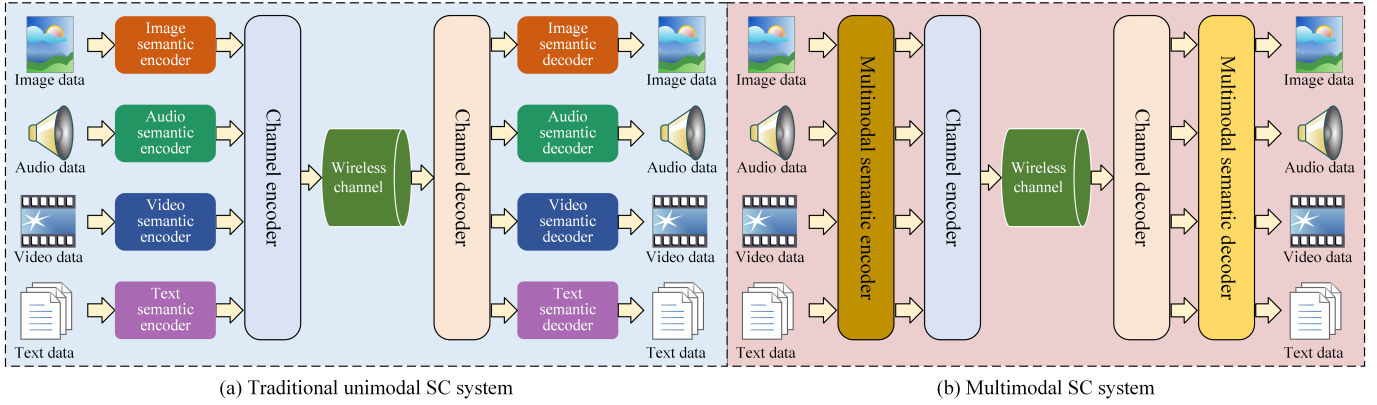 Image data
Image
semantic
encoder
Audio data
Audio
semantic
encoder
Video data
Video
semantic
encoder
Text data
Text
semantic
encoder
Channel encoder
Wireless
channel
Channel decoder
Image
semantic
decoder
Image data
Audio
semantic
decoder
Audio data
Video
semantic
decoder
Video data
Text
semantic
decoder
Text data
(a) Traditional unimodal SC system
Image data
Audio data
Video data
Text data
Multimodal semantic encoder
Channel encoder
Wireless
channel
Channel decoder
Multimodal semantic decoder
Image data
Audio data
Video data
Text data
(b) Multimodal SC system